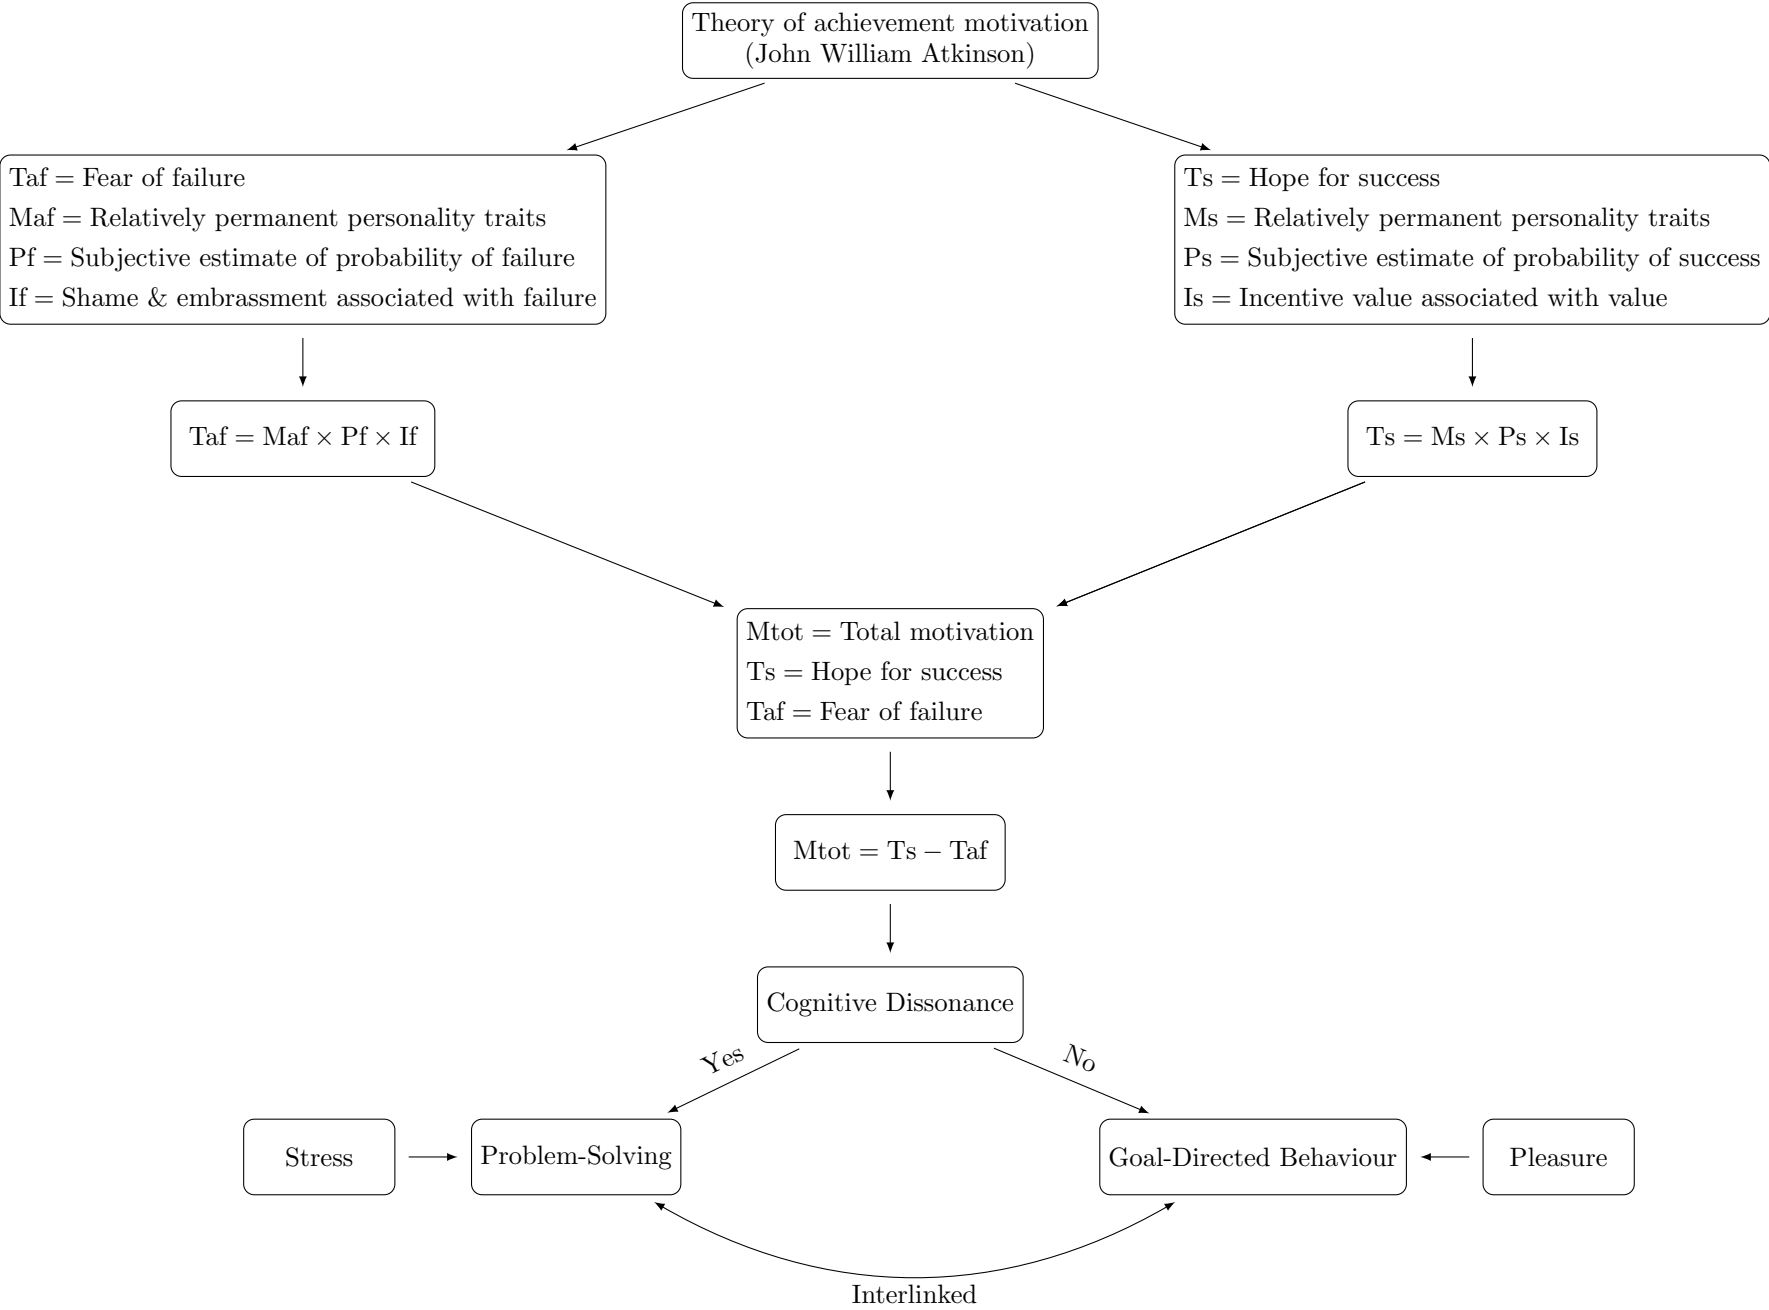 Theory of achievement motivation
(John William Atkinson)
Taf = Fear of failure
Maf = Relatively permanent personality traits
Pf = Subjective estimate of probability of failure
If = Shame & embrassment associated with failure
Ts = Hope for success
Ms = Relatively permanent personality traits
Ps = Subjective estimate of probability of success
Is = Incentive value associated with value
Taf = Maf × Pf × If
Ts = Ms × Ps × Is
Mtot = Total motivation
Ts = Hope for success
Taf = Fear of failure
Mtot = Ts − Taf
Cognitive Dissonance
Yes
No
Stress
Problem-Solving
Goal-Directed Behaviour
Pleasure
Interlinked